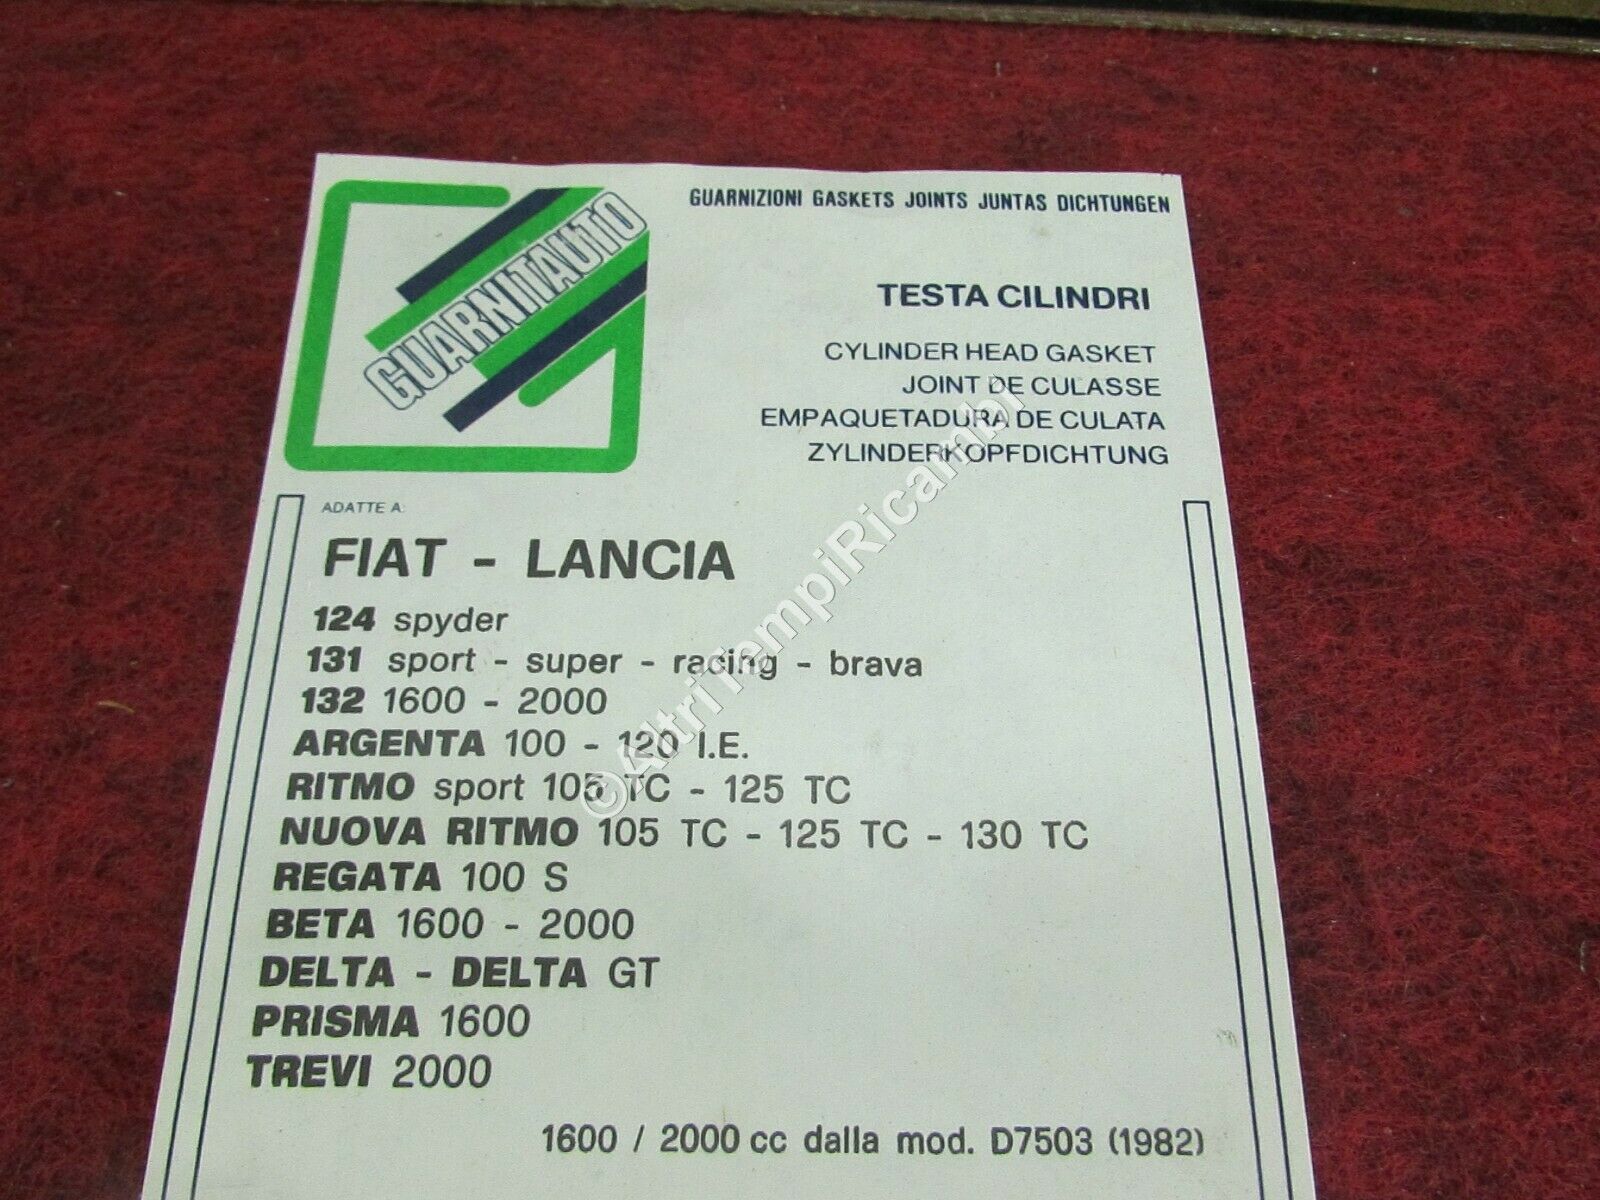 GUARNITAUTO
GUARNIZIONI GASKETS JOINTS JUNTAS DICHTUNGEN
TESTA CILINDRI
CYLINDER HEAD GASKET
JOINT DE CULASSE
EMPAQUETADURA DE CULATA
ZYLINDERKOPFDICHTUNG
ADATTE A:
FIAT - LANCIA
124 spyder
131 sport - super - racing - brava
132 1600 - 2000
ARGENTA 100 - 120 I.E.
RITMO sport 105 TC - 125 TC
NUOVA RITMO 105 TC - 125 TC - 130 TC
REGATA 100 S
BETA 1600 - 2000
DELTA - DELTA GT
PRISMA 1600
TREVI 2000
1600 / 2000 cc dalla mod. D7503 (1982)
©AltriTempiRicambi